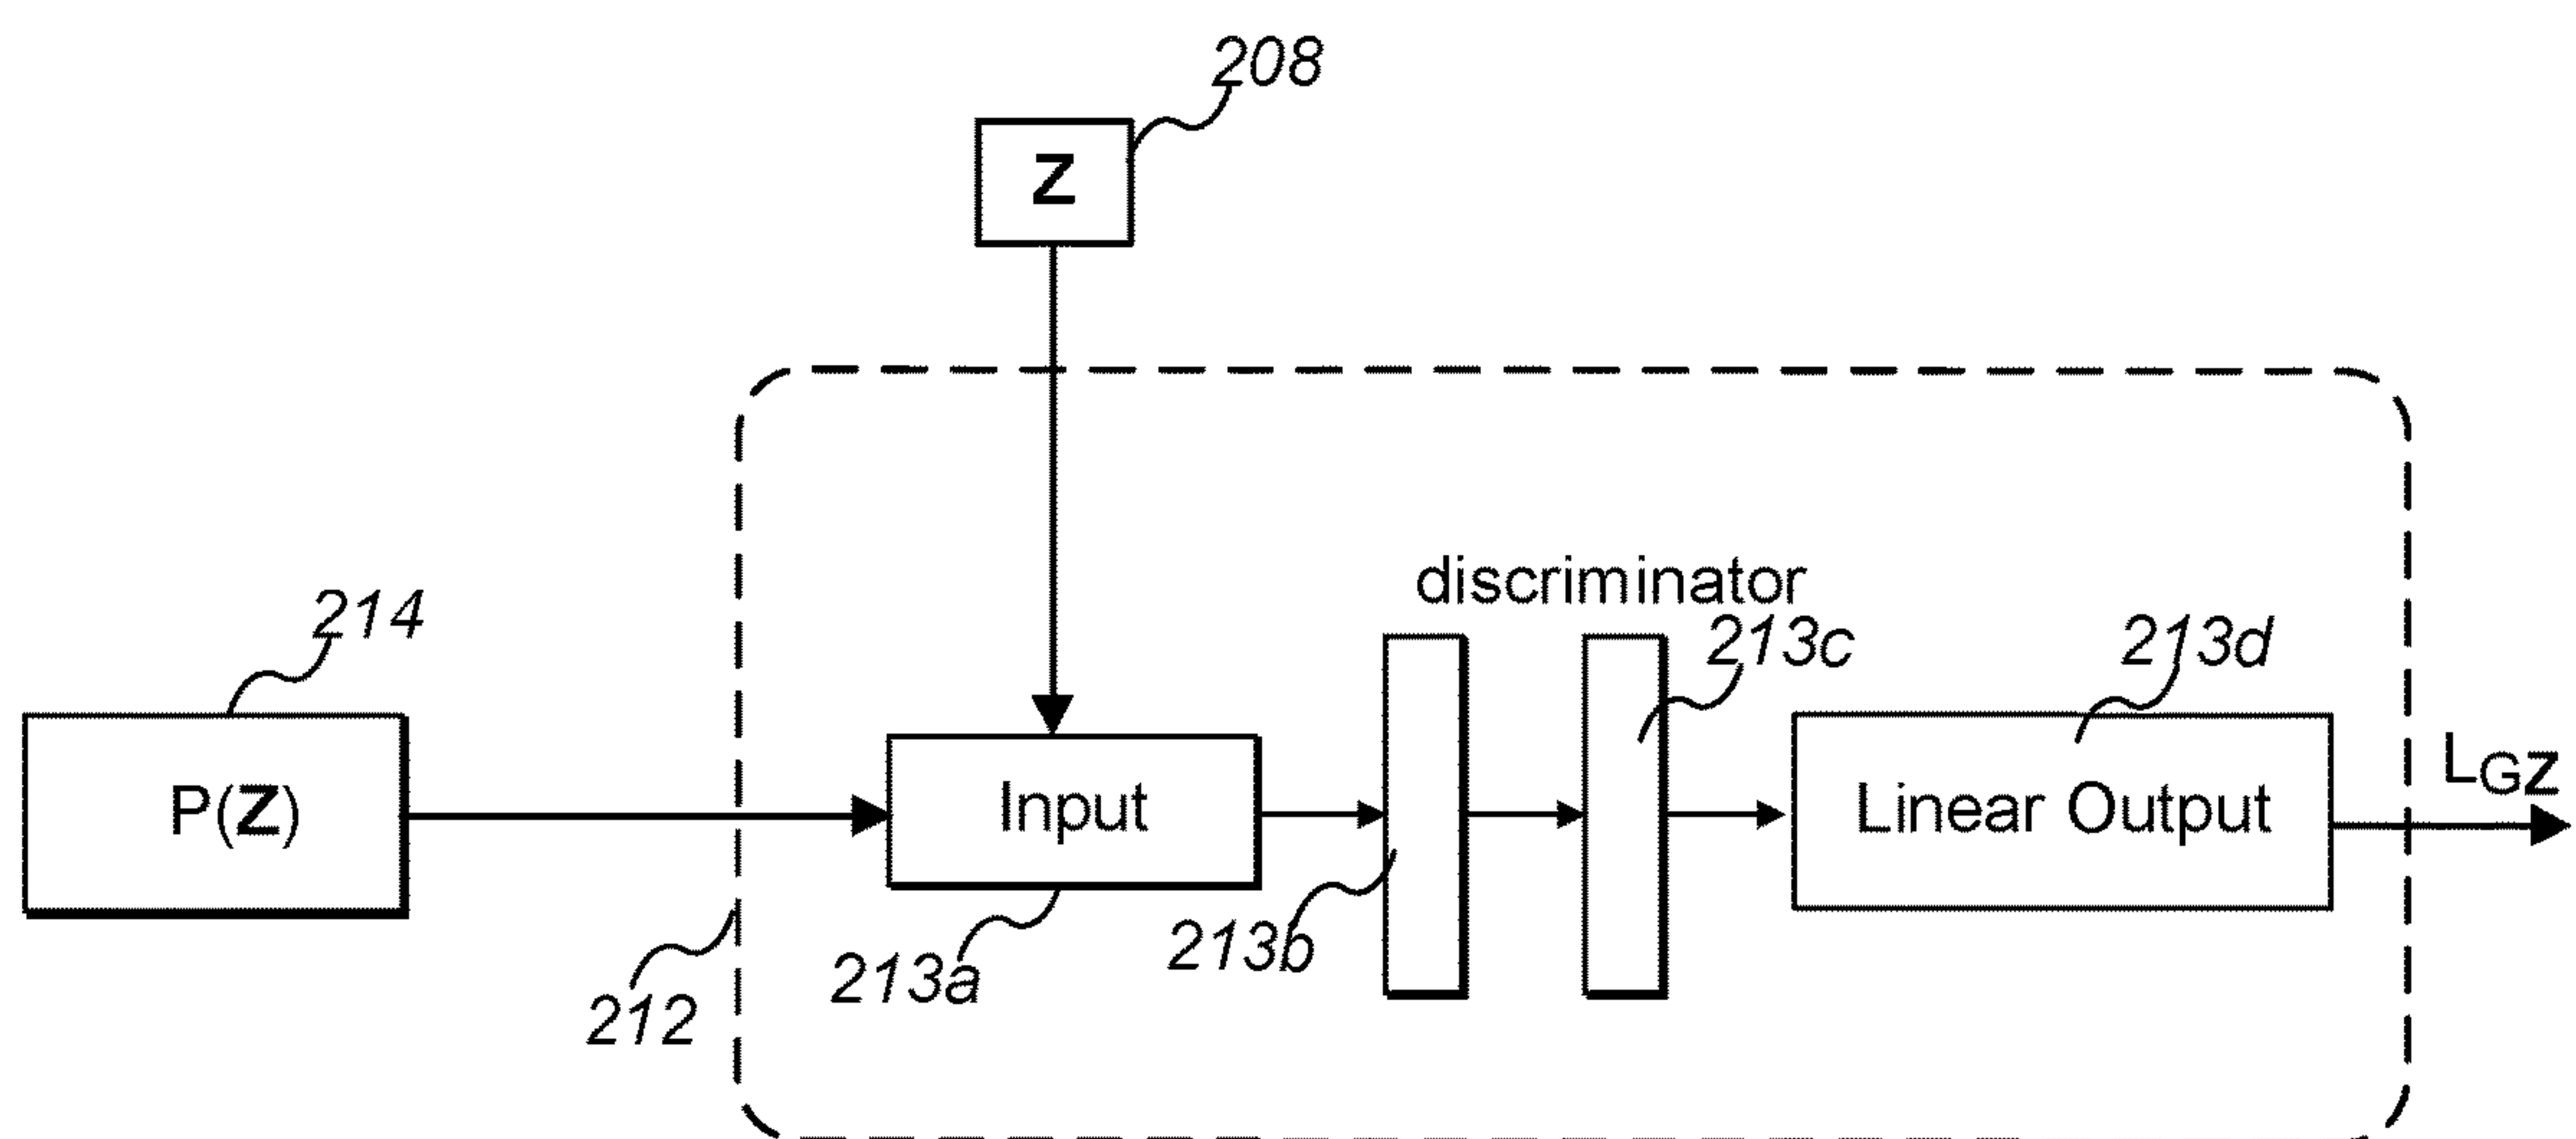 208
Z
discriminator
214
213c
213d
P(Z)
Input
Linear Output
LGZ
213b
213a
212